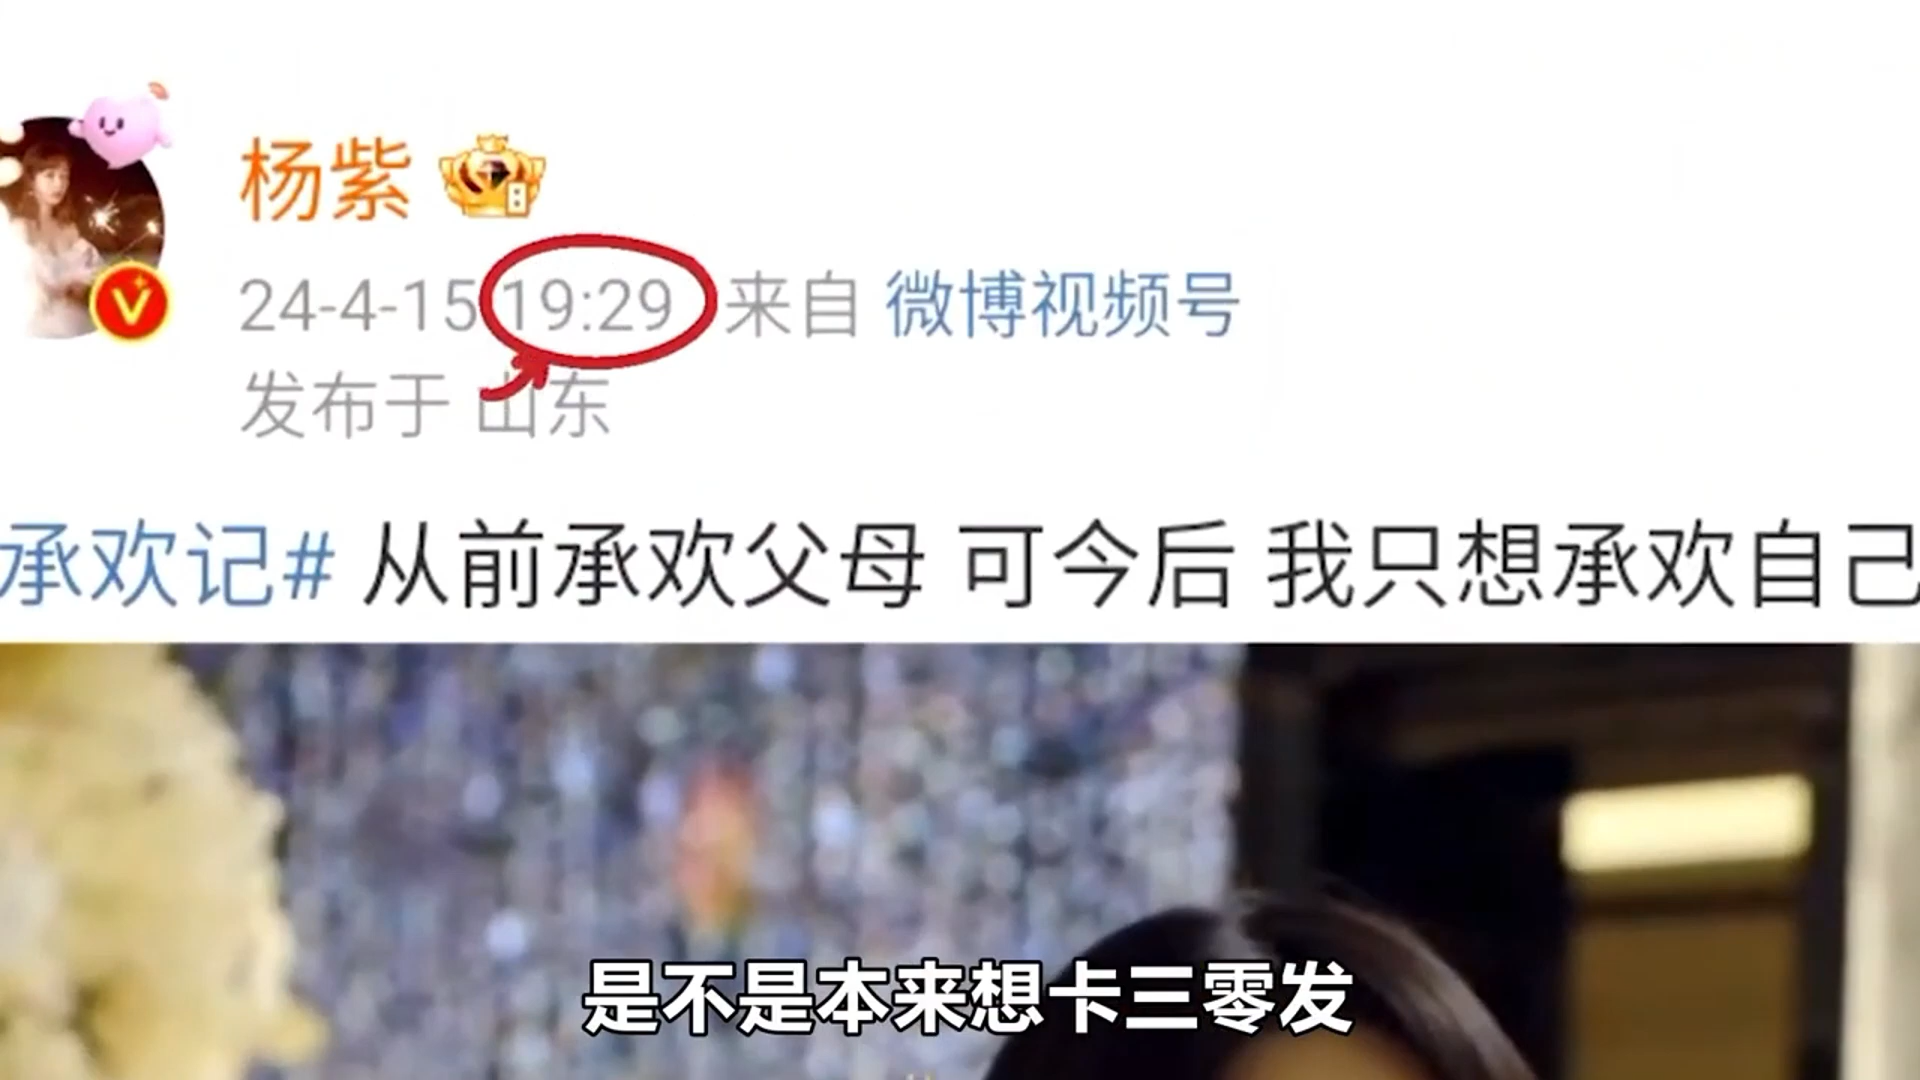 杨紫
24-4-15 19:29 来自 微博视频号
发布于 山东
承欢记# 从前承欢父母 可今后 我只想承欢自己
是不是本来想卡三零发